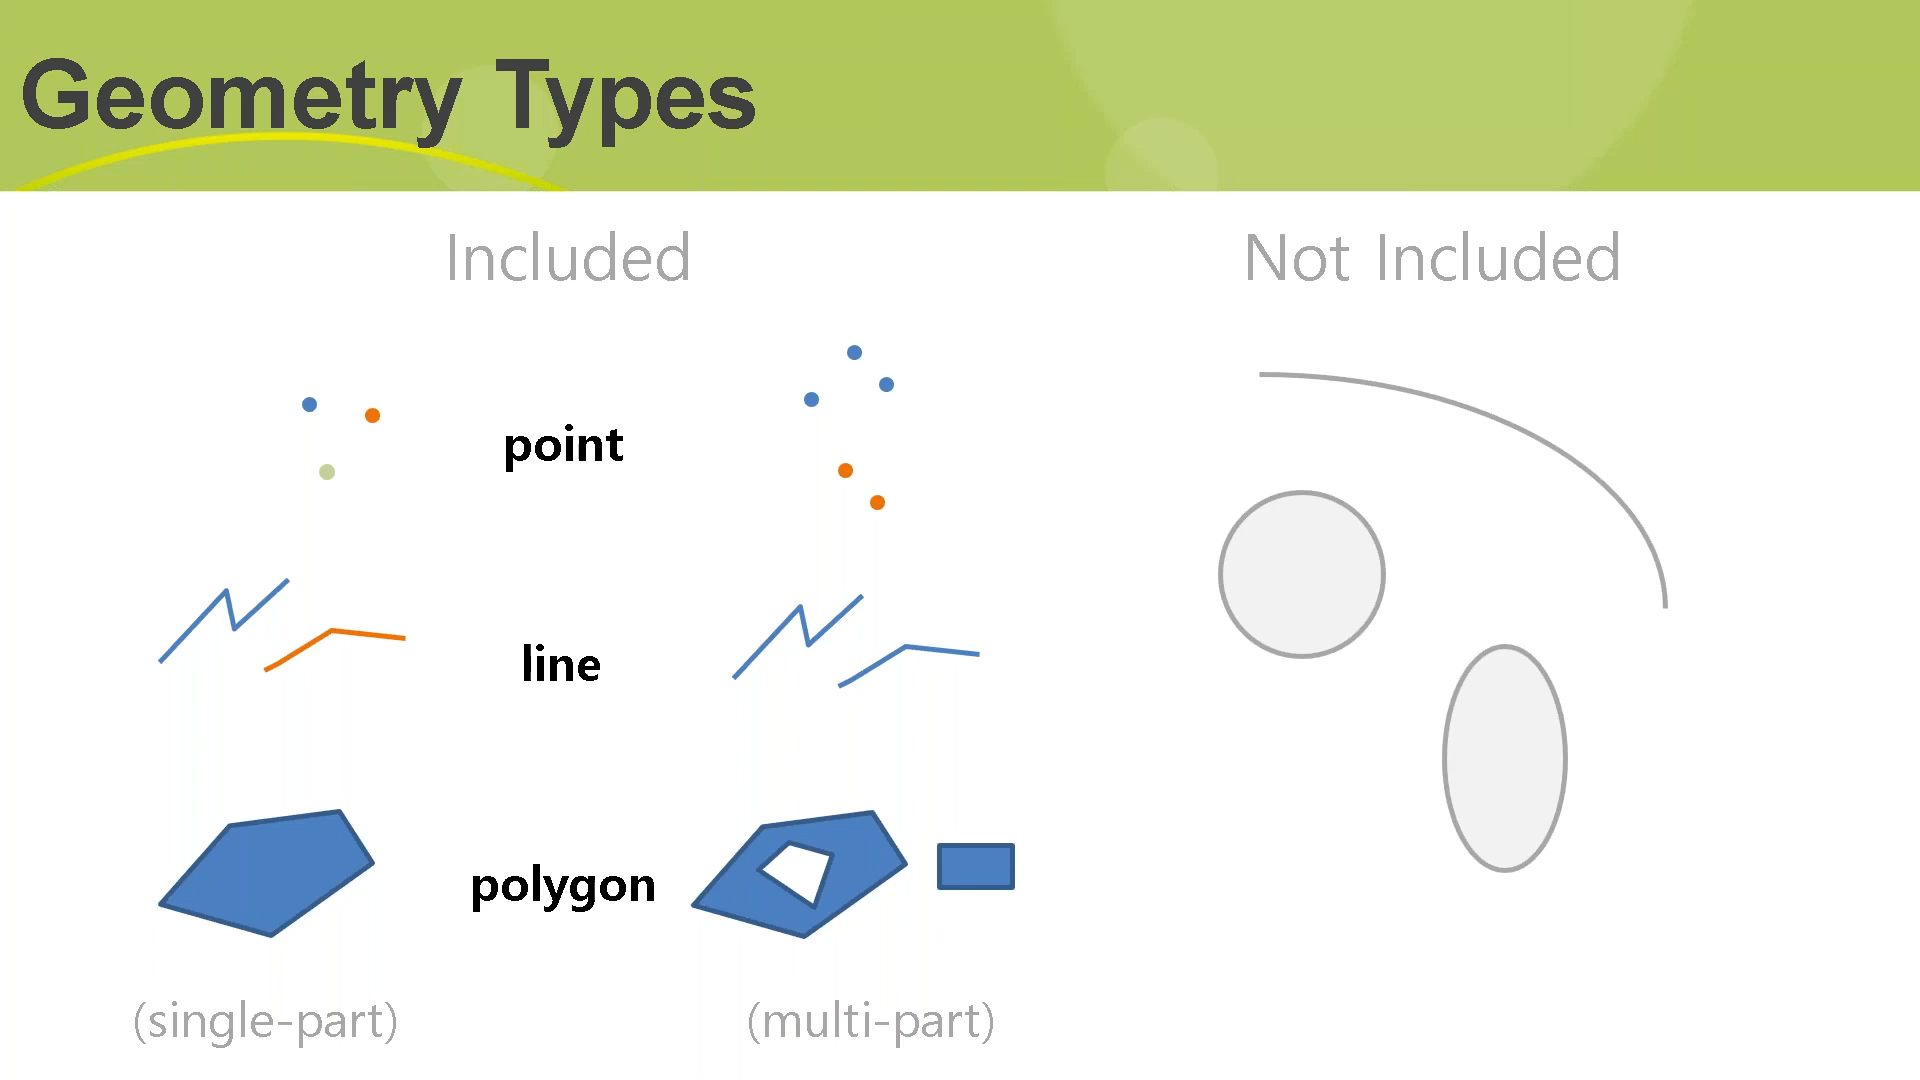 Geometry Types
Included
Not Included
point
line
polygon
(single-part)
(multi-part)